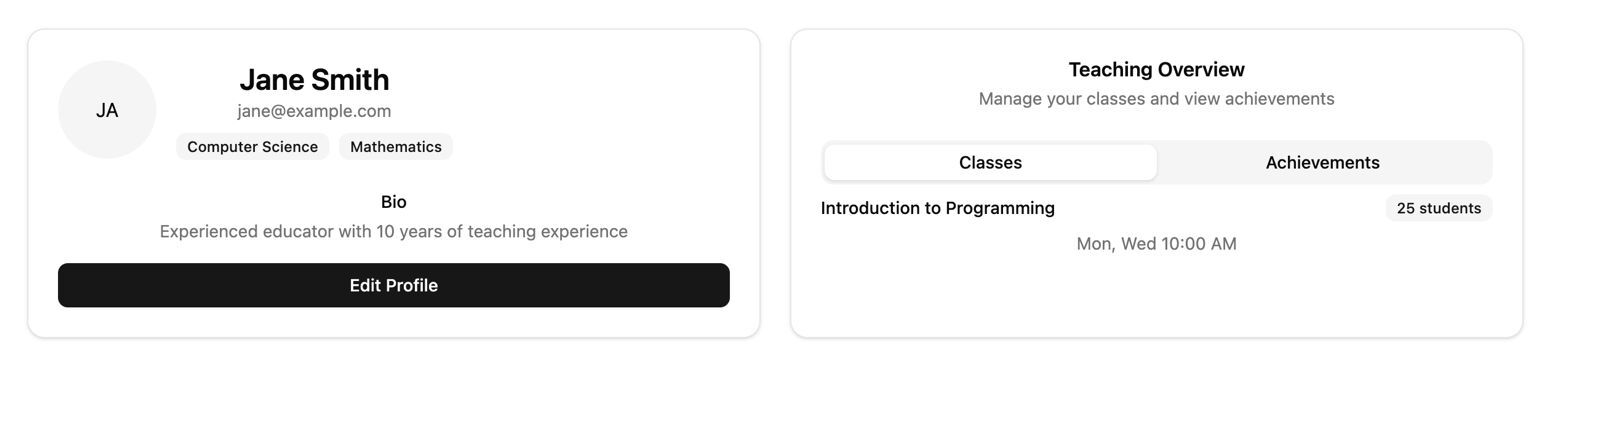 JA
Jane Smith
jane@example.com
Computer Science Mathematics
Bio
Experienced educator with 10 years of teaching experience
Edit Profile
Teaching Overview
Manage your classes and view achievements
Classes Achievements
Introduction to Programming 25 students
Mon, Wed 10:00 AM